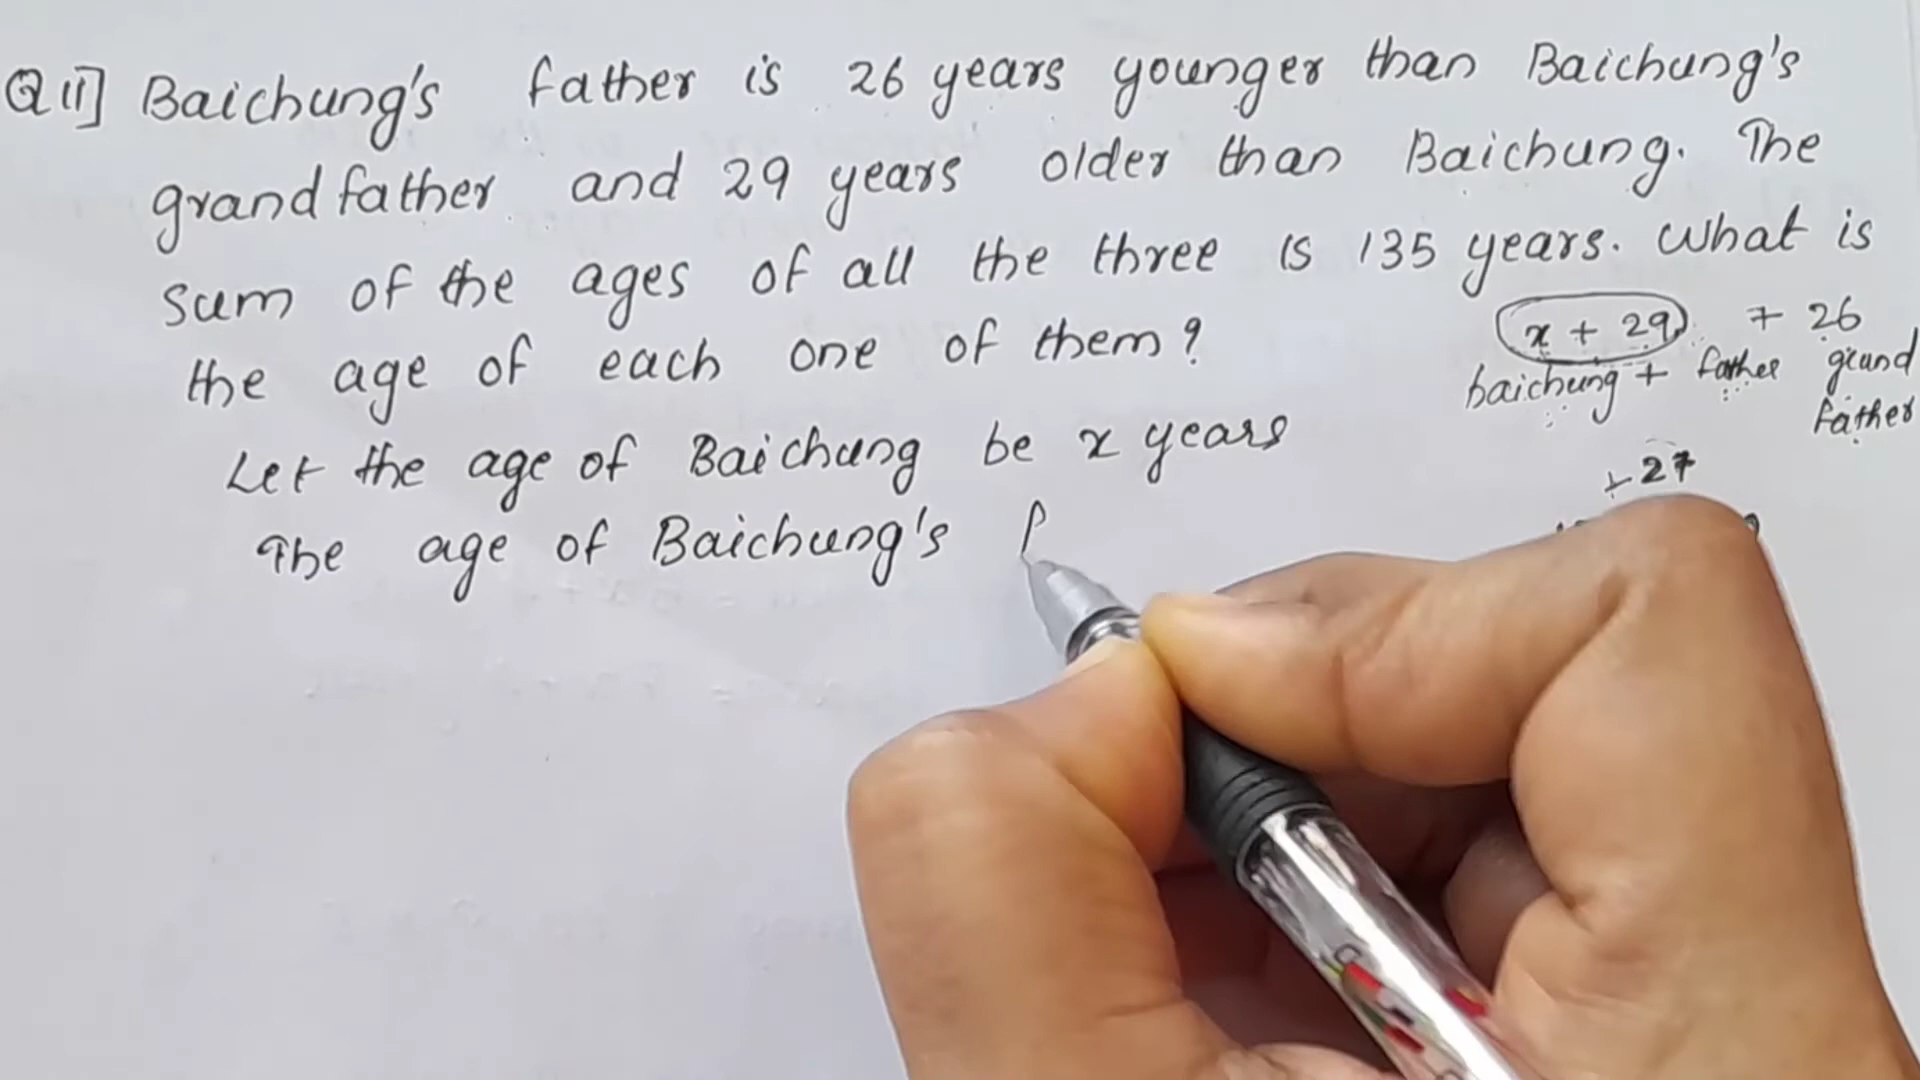 Q 11] Baichung's father is 26 years younger than Baichung's
grandfather and 29 years older than Baichung. The
sum of the ages of all the three is 135 years. What is
the age of each one of them?
x + 29 + 26
baichung + father grand
father
Let the age of Baichung be x years
27
The age of Baichung's f